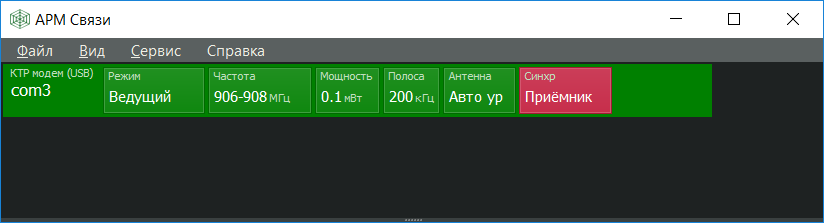 АРМ Связи
Файл Вид Сервис Справка
КТР модем (USB)
com3
Режим
Ведущий
Частота
906-908 МГц
Мощность
0.1 мВт
Полоса
200 кГц
Антенна
Авто ур
Синхр
Приёмник